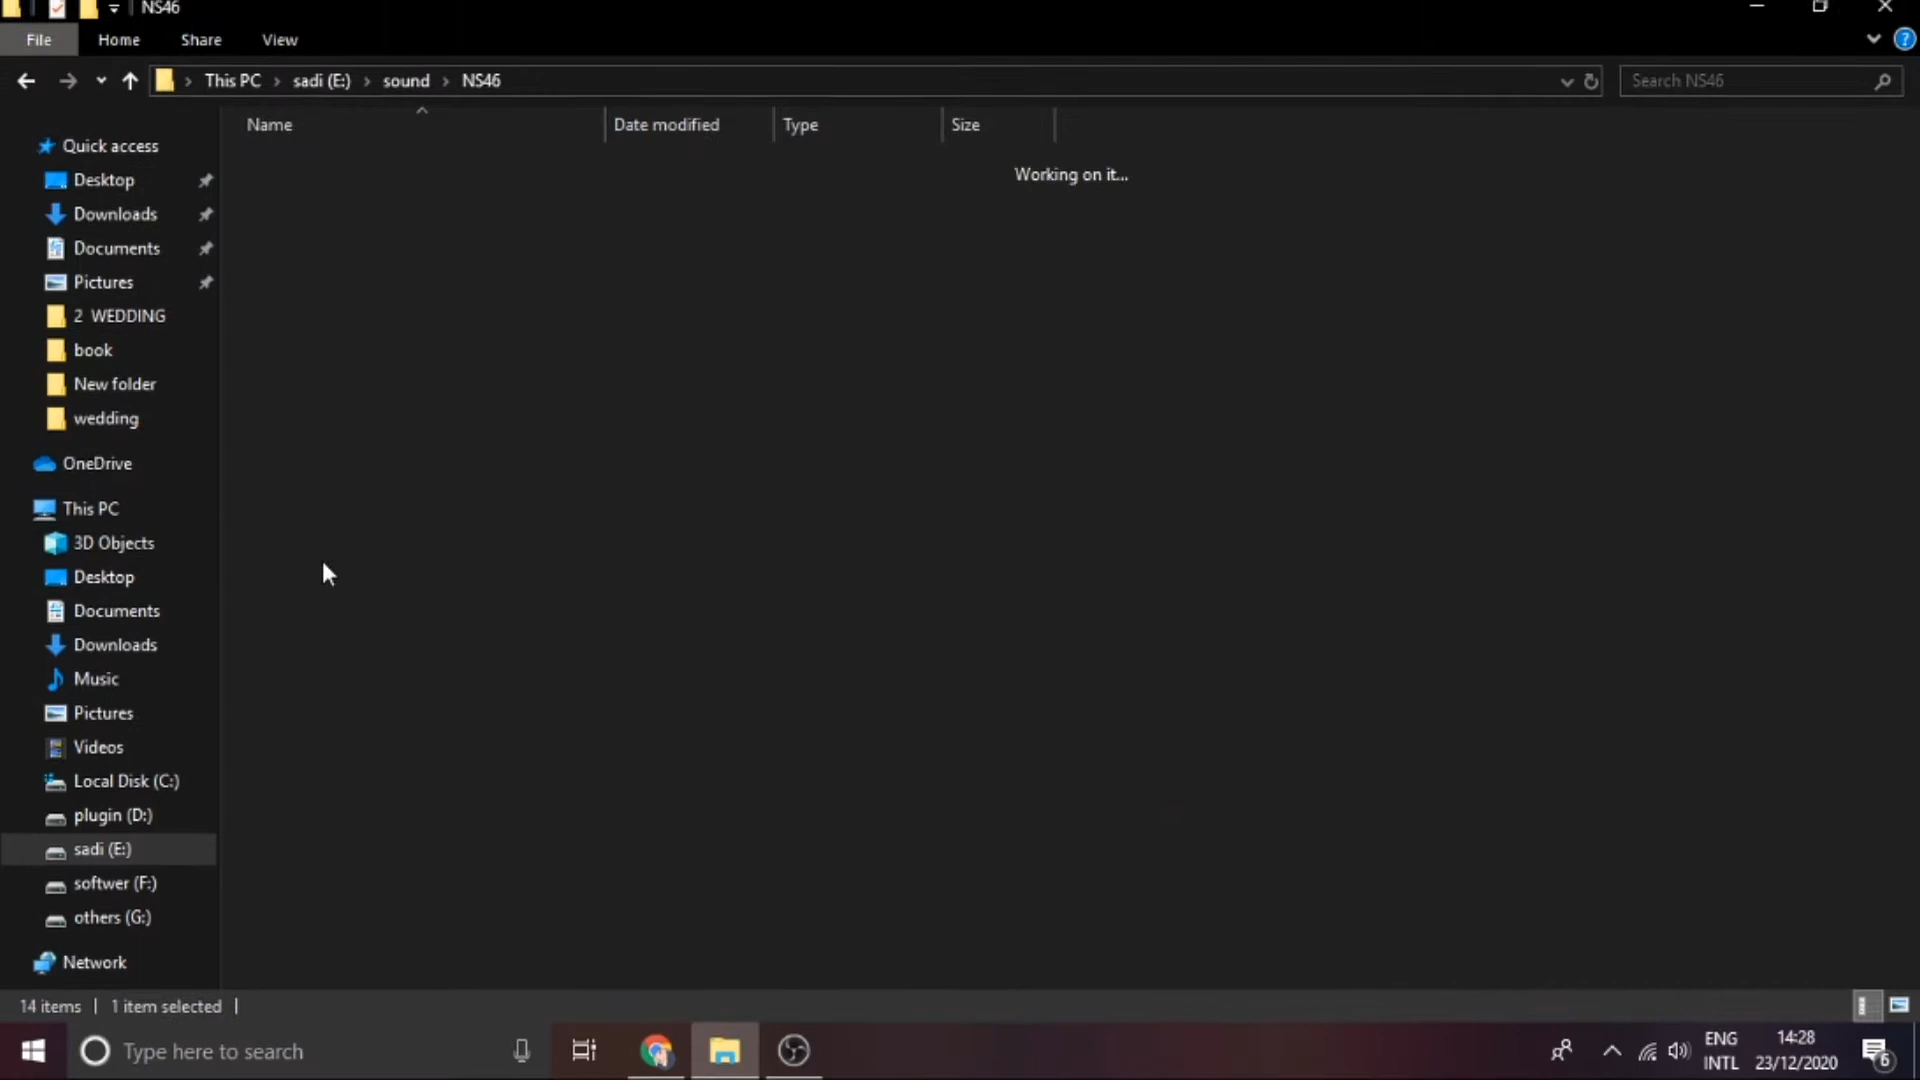 NS46
File Home Share View
This PC sadi (E:) sound NS46 Search NS46
Name Date modified Type Size
Working on it...
Quick access
Desktop
Downloads
Documents
Pictures
2 WEDDING
book
New folder
wedding
OneDrive
This PC
3D Objects
Desktop
Documents
Downloads
Music
Pictures
Videos
Local Disk (C:)
plugin (D:)
sadi (E:)
softwer (F:)
others (G:)
Network
14 items 1 item selected
Type here to search
ENG 14:28
INTL 23/12/2020 6